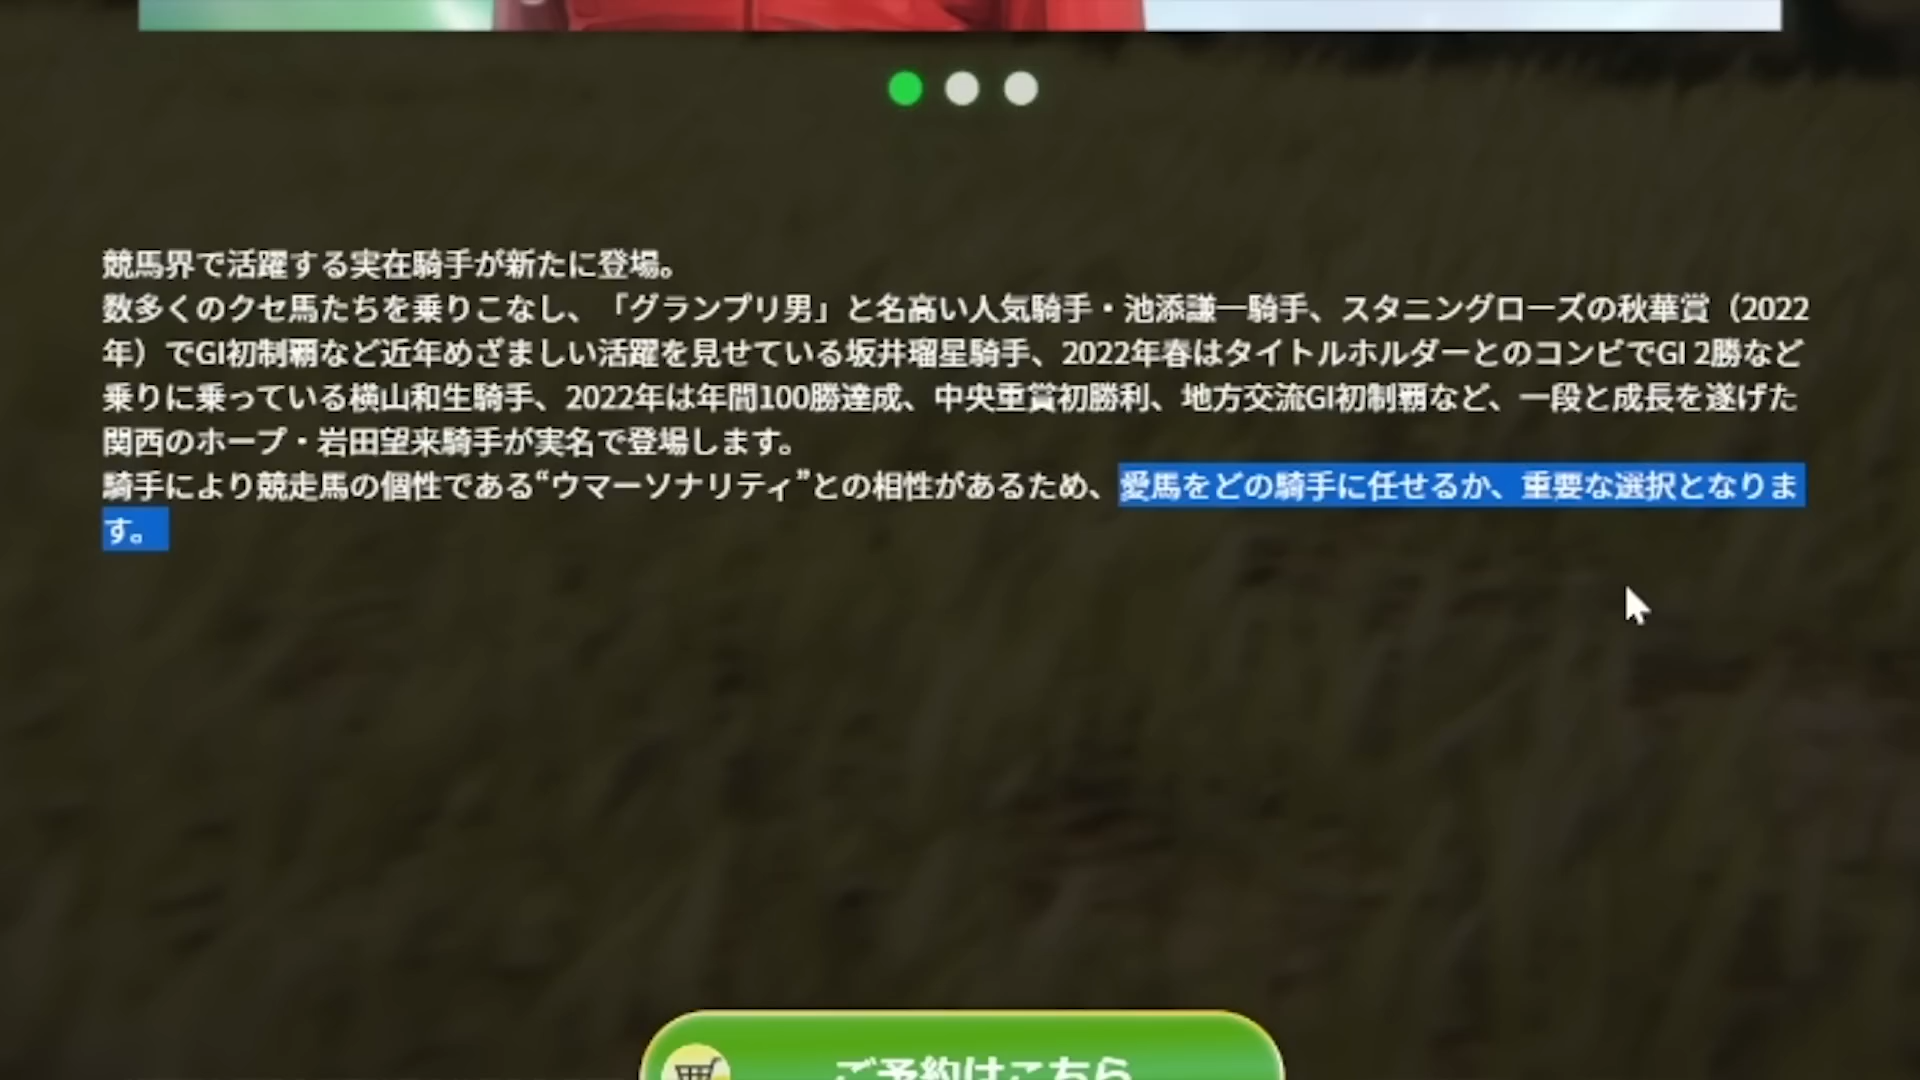 競馬界で活躍する実在騎手が新たに登場。
数多くのクセ馬たちを乗りこなし、「グランプリ男」と名高い人気騎手・池添謙一騎手、スタニングローズの秋華賞（2022
年）でGI初制覇など近年めざましい活躍を見せている坂井瑠星騎手、2022年春はタイトルホルダーとのコンビでGI 2勝など
乗りに乗っている横山和生騎手、2022年は年間100勝達成、中央重賞初勝利、地方交流GI初制覇など、一段と成長を遂げた
関西のホープ・岩田望来騎手が実名で登場します。
騎手により競走馬の個性である“ウマーソナリティ”との相性があるため、愛馬をどの騎手に任せるか、重要な選択となりま
す。
ご予約はこちら